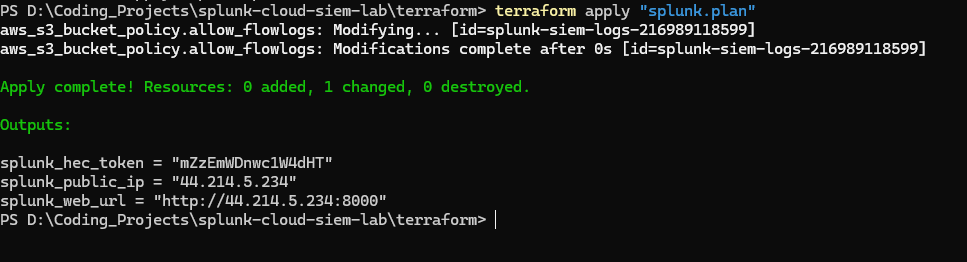 PS D:\Coding_Projects\splunk-cloud-siem-lab\terraform> terraform apply "splunk.plan"
aws_s3_bucket_policy.allow_flowlogs: Modifying... [id=splunk-siem-logs-216989118599]
aws_s3_bucket_policy.allow_flowlogs: Modifications complete after 0s [id=splunk-siem-logs-216989118599]
Apply complete! Resources: 0 added, 1 changed, 0 destroyed.
Outputs:
splunk_hec_token = "mZzEmWDnwc1W4dHT"
splunk_public_ip = "44.214.5.234"
splunk_web_url = "http://44.214.5.234:8000"
PS D:\Coding_Projects\splunk-cloud-siem-lab\terraform>